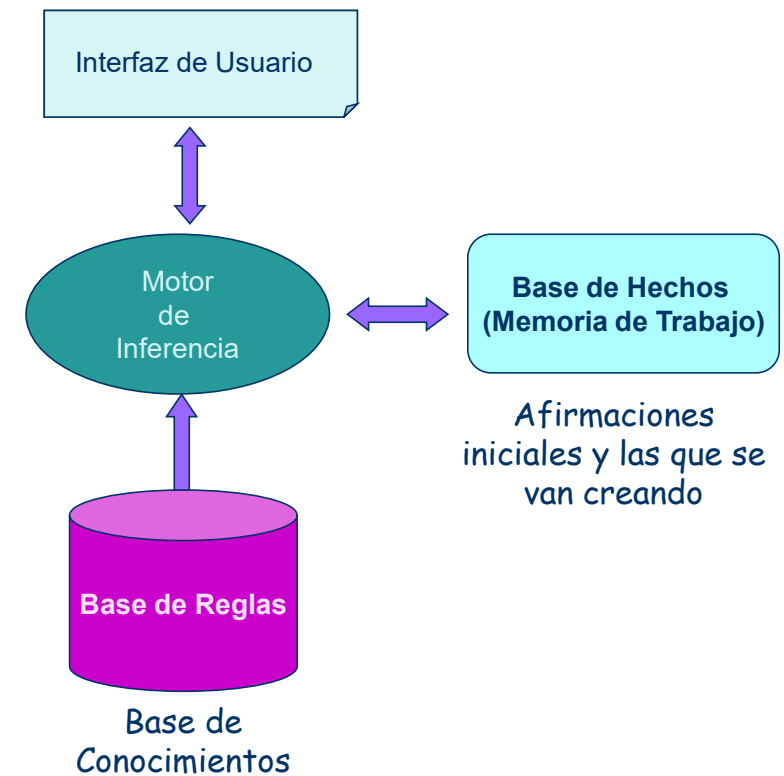 Interfaz de Usuario
Motor
de
Inferencia
Base de Hechos
(Memoria de Trabajo)
Afirmaciones
iniciales y las que se
van creando
Base de Reglas
Base de
Conocimientos